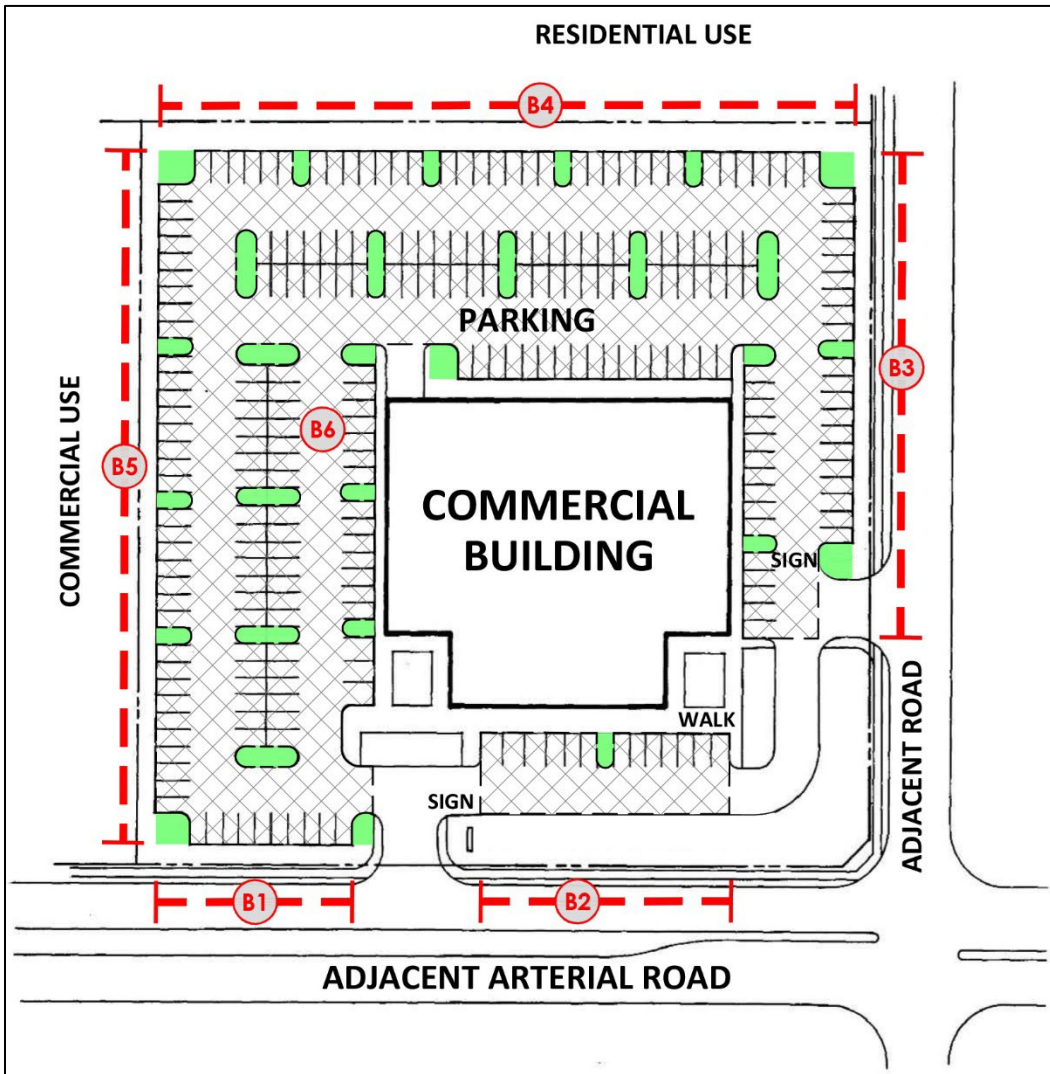 RESIDENTIAL USE
B4
PARKING
B3
B6
B5
COMMERCIAL USE
COMMERCIAL
BUILDING
SIGN
WALK
SIGN
ADJACENT ROAD
B1
B2
ADJACENT ARTERIAL ROAD